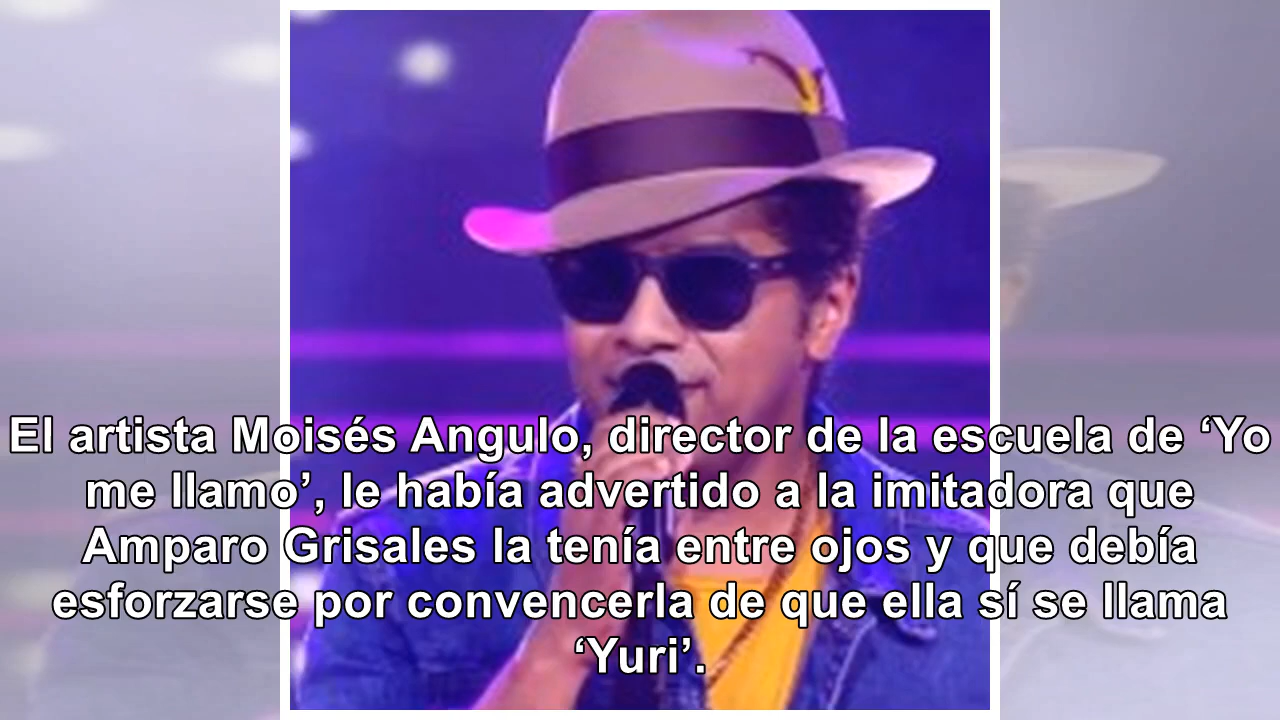 El artista Moisés Angulo, director de la escuela de ‘Yo
me llamo’, le había advertido a la imitadora que
Amparo Grisales la tenía entre ojos y que debía
esforzarse por convencerla de que ella sí se llama
‘Yuri’.